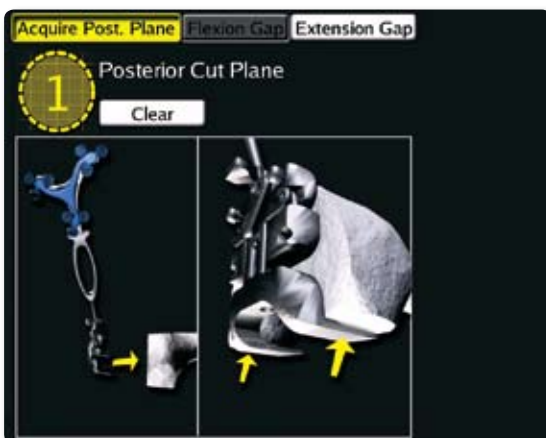 Acquire Post. Plane Flexion Gap Extension Gap
1 Posterior Cut Plane
Clear